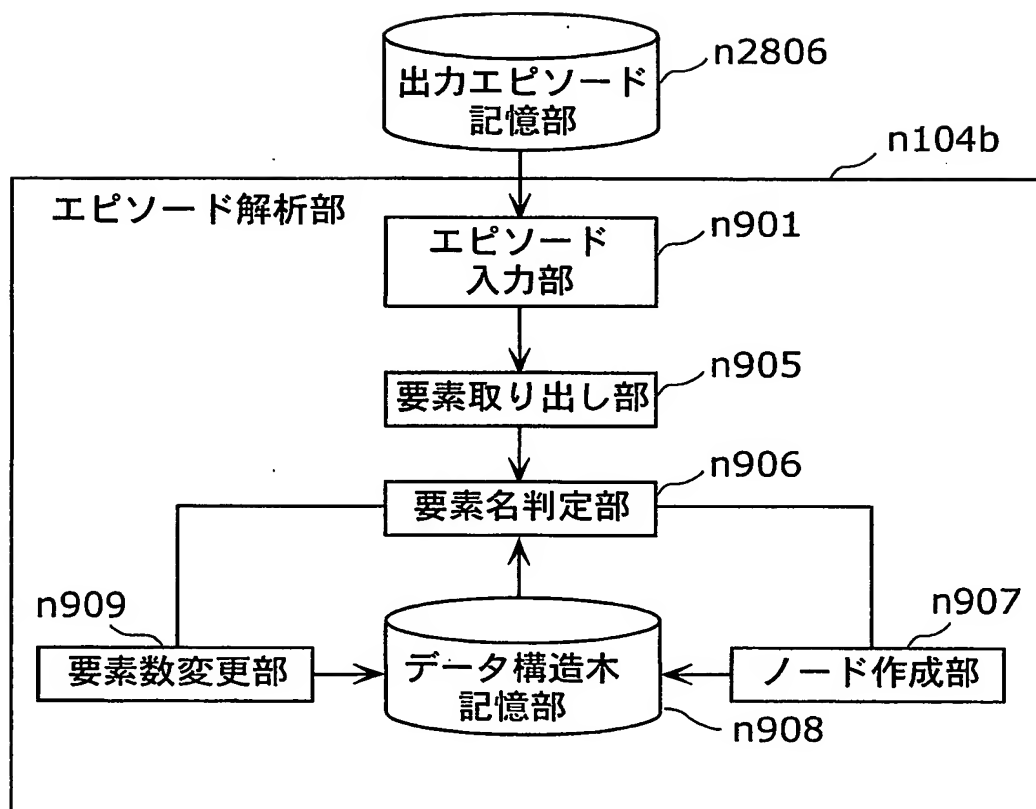 出力エピソード
記憶部
n2806
n104b
エピソード解析部
エピソード
入力部
n901
要素取り出し部
n905
要素名判定部
n906
n909
要素数変更部
データ構造木
記憶部
n908
n907
ノード作成部